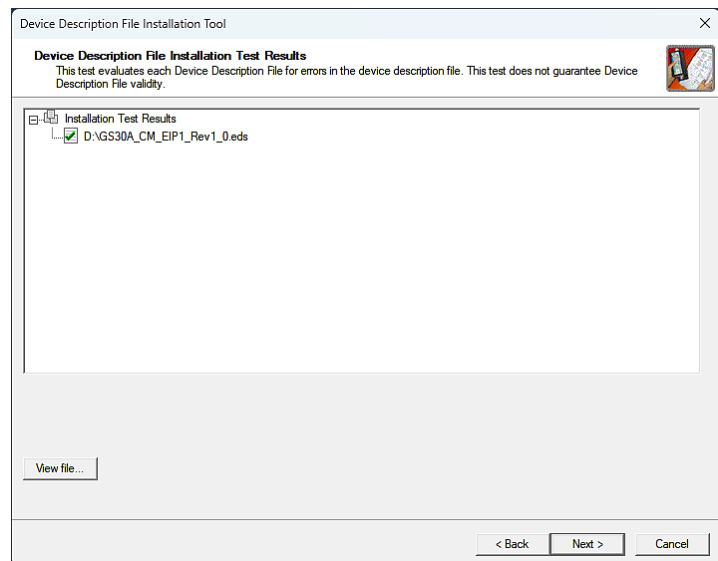 Device Description File Installation Tool
Device Description File Installation Test Results
This test evaluates each Device Description File for errors in the device description file. This test does not guarantee Device
Description File validity.
Installation Test Results
D:\GS30A_CM_EIP1_Rev1_0.eds
View file...
< Back
Next >
Cancel